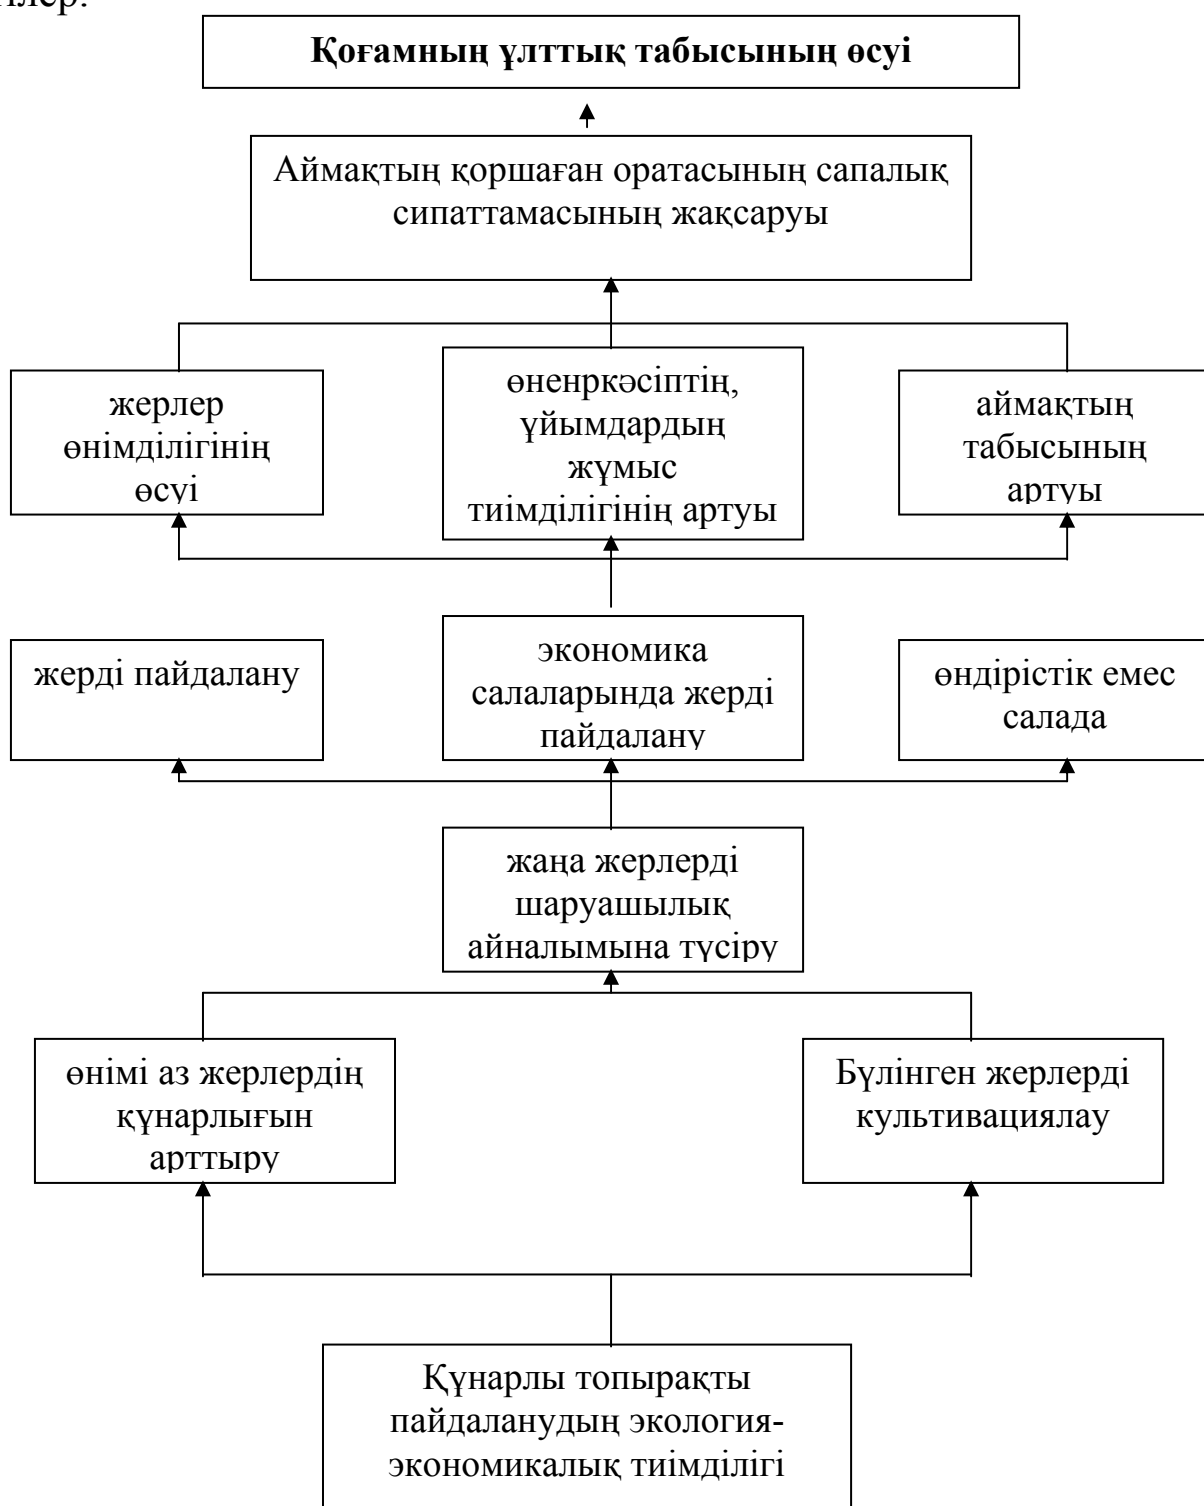 Қоғамның ұлттық табысының өсуі
Аймақтың қоршаған оратасының сапалық
сипаттамасының жақсаруы
жерлер
өнімділігінің
өсуі
өненркәсіптің,
ұйымдардың
жұмыс
тиімділігінің артуы
аймақтың
табысының
артуы
жерді пайдалану
экономика
салаларында жерді
пайдалану
өндірістік емес
салада
жаңа жерлерді
шаруашылық
айналымына түсіру
өнімі аз жерлердің
құнарлығын
арттыру
Бүлінген жерлерді
культивациялау
Құнарлы топырақты
пайдаланудың экология-
экономикалық тиімділігі